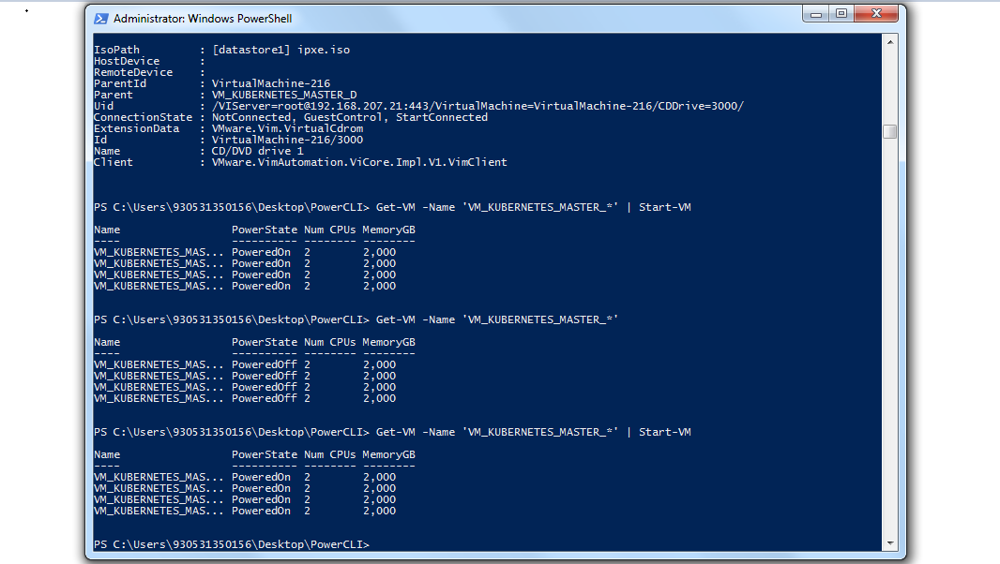 Administrator: Windows PowerShell
IsoPath : [datastore1] ipxe.iso
HostDevice :
RemoteDevice :
ParentId : VirtualMachine-216
Parent : VM_KUBERNETES_MASTER_D
Uid : /VIServer=root@192.168.207.21:443/VirtualMachine=VirtualMachine-216/CDDrive=3000/
ConnectionState : NotConnected, GuestControl, StartConnected
ExtensionData : VMware.Vim.VirtualCdrom
Id : VirtualMachine-216/3000
Name : CD/DVD drive 1
Client : VMware.VimAutomation.ViCore.Impl.V1.VimClient
PS C:\Users\930531350156\Desktop\PowerCLI> Get-VM -Name 'VM_KUBERNETES_MASTER_*' | Start-VM
Name PowerState Num CPUs MemoryGB
---- ---------- -------- --------
VM_KUBERNETES_MAS... PoweredOn 2 2,000
VM_KUBERNETES_MAS... PoweredOn 2 2,000
VM_KUBERNETES_MAS... PoweredOn 2 2,000
VM_KUBERNETES_MAS... PoweredOn 2 2,000
PS C:\Users\930531350156\Desktop\PowerCLI> Get-VM -Name 'VM_KUBERNETES_MASTER_*'
Name PowerState Num CPUs MemoryGB
---- ---------- -------- --------
VM_KUBERNETES_MAS... PoweredOff 2 2,000
VM_KUBERNETES_MAS... PoweredOff 2 2,000
VM_KUBERNETES_MAS... PoweredOff 2 2,000
VM_KUBERNETES_MAS... PoweredOff 2 2,000
PS C:\Users\930531350156\Desktop\PowerCLI> Get-VM -Name 'VM_KUBERNETES_MASTER_*' | Start-VM
Name PowerState Num CPUs MemoryGB
---- ---------- -------- --------
VM_KUBERNETES_MAS... PoweredOn 2 2,000
VM_KUBERNETES_MAS... PoweredOn 2 2,000
VM_KUBERNETES_MAS... PoweredOn 2 2,000
VM_KUBERNETES_MAS... PoweredOn 2 2,000
PS C:\Users\930531350156\Desktop\PowerCLI>